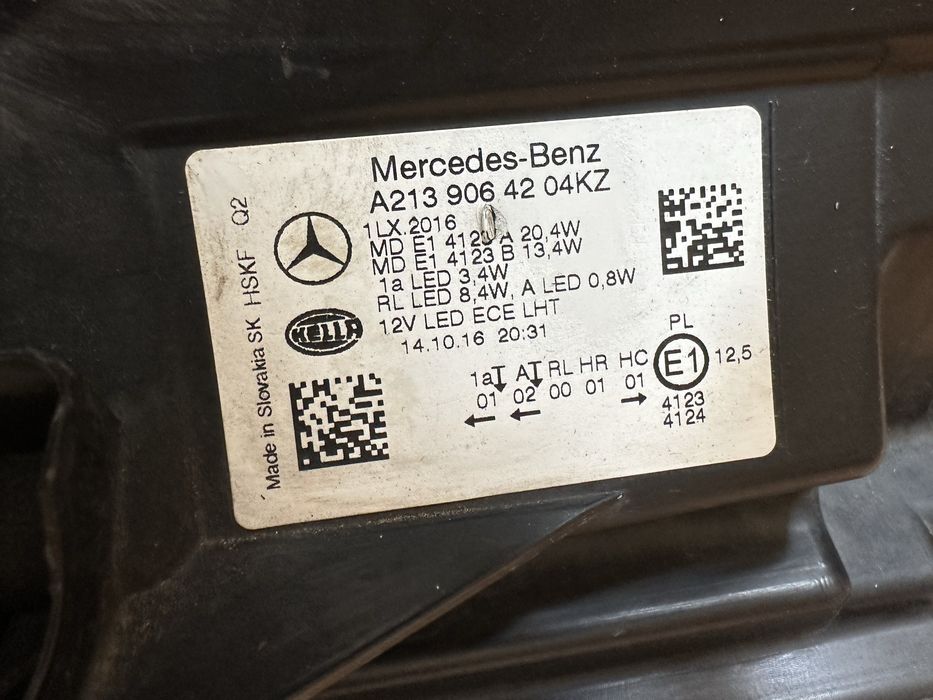 Mercedes-Benz
A213 906 42 04KZ
1LX.2016
MD E1 4123 A 20,4W
MD E1 4123 B 13,4W
1a LED 3,4W
RL LED 8,4W, A LED 0,8W
12V LED ECE LHT
14.10.16 20:31
Made in Slovakia SK HSKF Q2
HELLA
PL
1aT AT RL HR HC E1 12,5
01 02 00 01 01
4123
4124